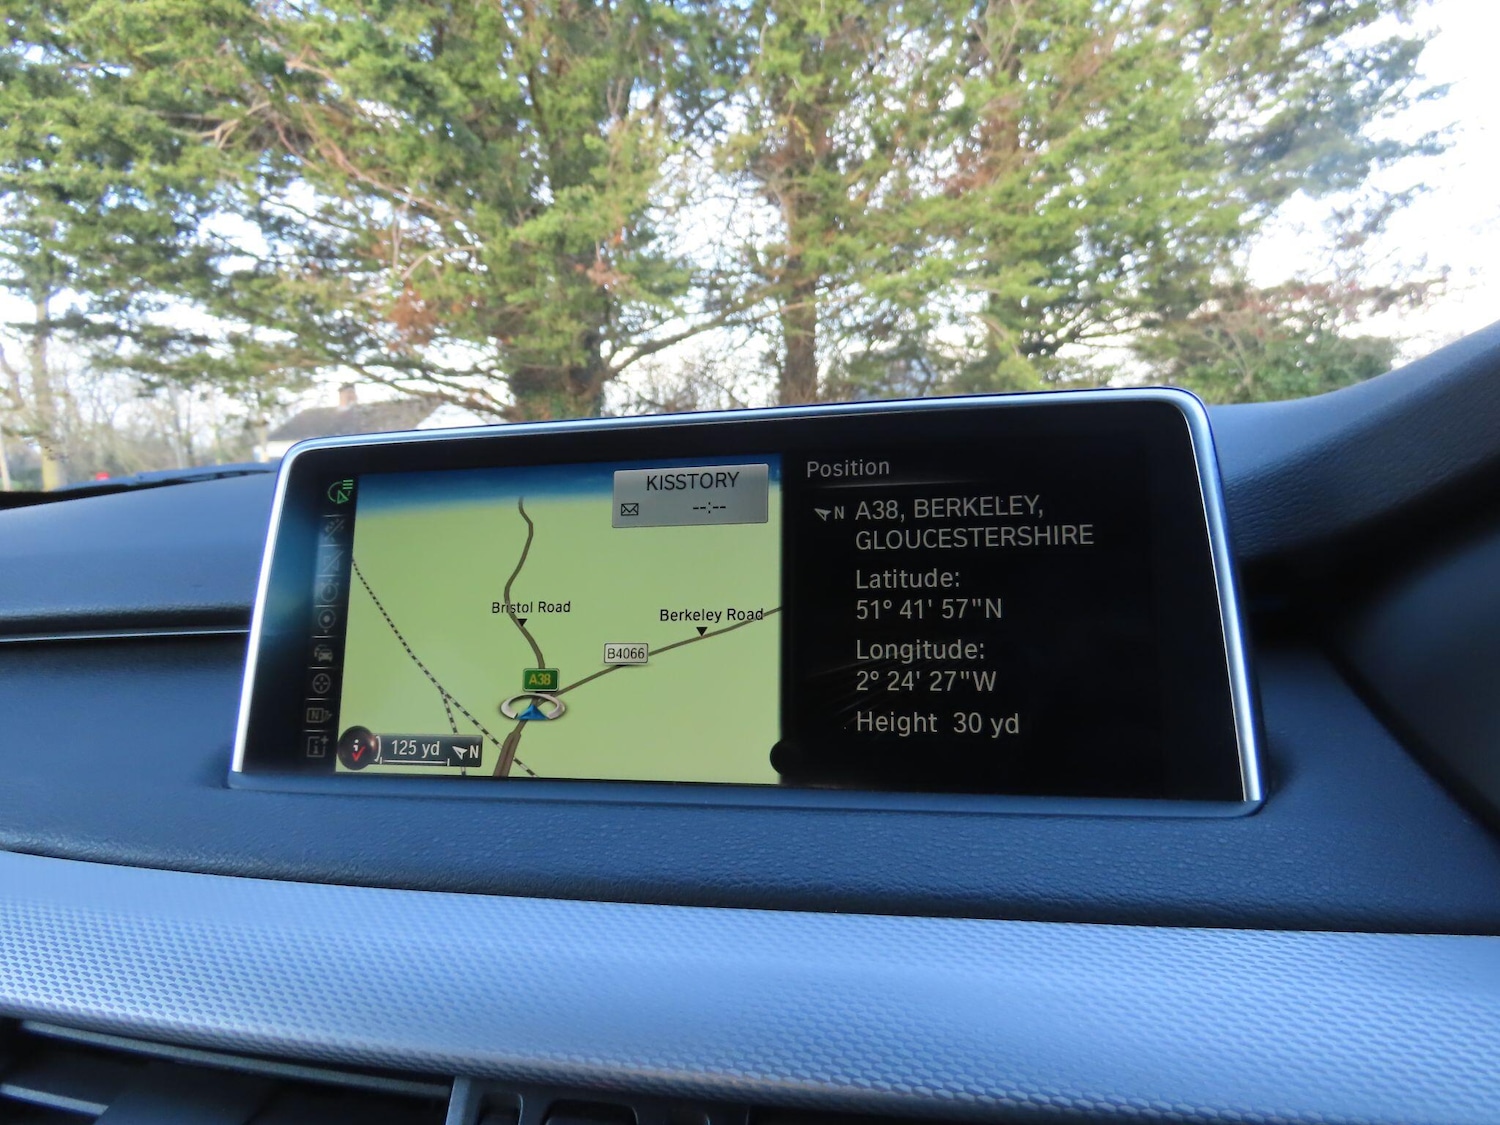 KISSTORY
--:--
Bristol Road
Berkeley Road
B4066
A38
125 yd N
Position
N A38, BERKELEY,
GLOUCESTERSHIRE
Latitude:
51° 41' 57"N
Longitude:
2° 24' 27"W
Height 30 yd